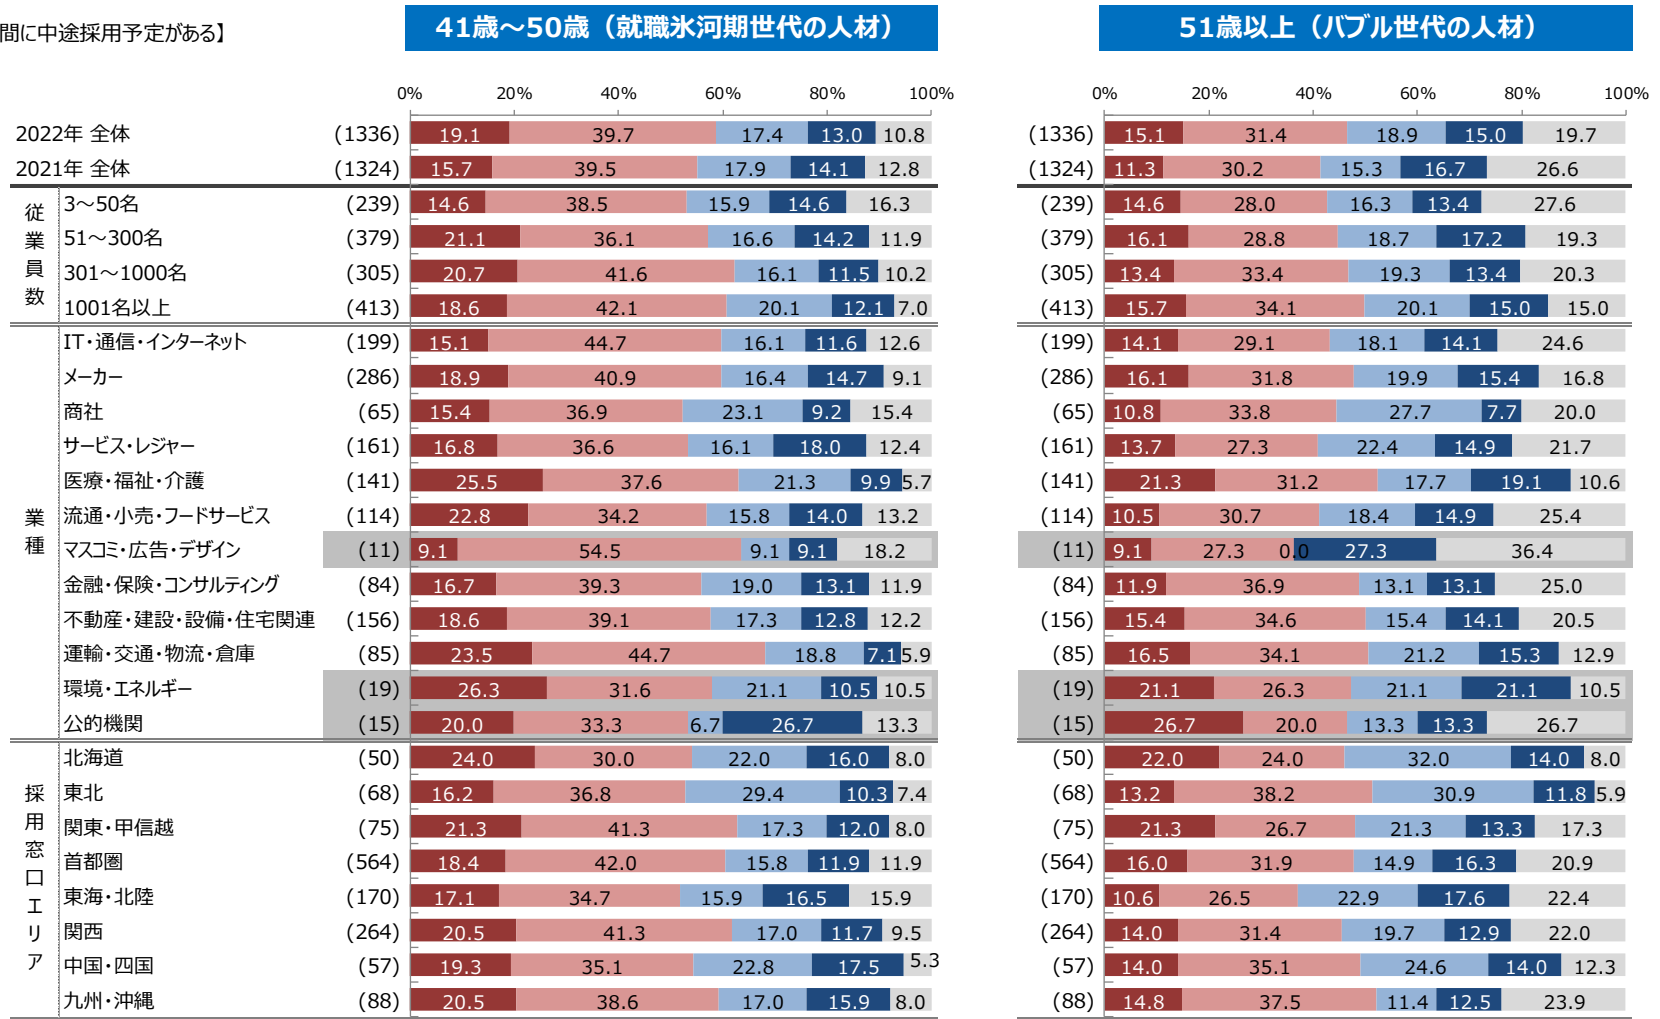 間に中途採用予定がある】
41歳～50歳（就職氷河期世代の人材）
51歳以上（バブル世代の人材）
0% 20% 40% 60% 80% 100%
0% 20% 40% 60% 80% 100%
2022年 全体 (1336) 19.1 39.7 17.4 13.0 10.8 (1336) 15.1 31.4 18.9 15.0 19.7
2021年 全体 (1324) 15.7 39.5 17.9 14.1 12.8 (1324) 11.3 30.2 15.3 16.7 26.6
従業員数
3～50名 (239) 14.6 38.5 15.9 14.6 16.3 (239) 14.6 28.0 16.3 13.4 27.6
51～300名 (379) 21.1 36.1 16.6 14.2 11.9 (379) 16.1 28.8 18.7 17.2 19.3
301～1000名 (305) 20.7 41.6 16.1 11.5 10.2 (305) 13.4 33.4 19.3 13.4 20.3
1001名以上 (413) 18.6 42.1 20.1 12.1 7.0 (413) 15.7 34.1 20.1 15.0 15.0
業種
IT・通信・インターネット (199) 15.1 44.7 16.1 11.6 12.6 (199) 14.1 29.1 18.1 14.1 24.6
メーカー (286) 18.9 40.9 16.4 14.7 9.1 (286) 16.1 31.8 19.9 15.4 16.8
商社 (65) 15.4 36.9 23.1 9.2 15.4 (65) 10.8 33.8 27.7 7.7 20.0
サービス・レジャー (161) 16.8 36.6 16.1 18.0 12.4 (161) 13.7 27.3 22.4 14.9 21.7
医療・福祉・介護 (141) 25.5 37.6 21.3 9.9 5.7 (141) 21.3 31.2 17.7 19.1 10.6
流通・小売・フードサービス (114) 22.8 34.2 15.8 14.0 13.2 (114) 10.5 30.7 18.4 14.9 25.4
マスコミ・広告・デザイン (11) 9.1 54.5 9.1 9.1 18.2 (11) 9.1 27.3 0.0 27.3 36.4
金融・保険・コンサルティング (84) 16.7 39.3 19.0 13.1 11.9 (84) 11.9 36.9 13.1 13.1 25.0
不動産・建設・設備・住宅関連 (156) 18.6 39.1 17.3 12.8 12.2 (156) 15.4 34.6 15.4 14.1 20.5
運輸・交通・物流・倉庫 (85) 23.5 44.7 18.8 7.1 5.9 (85) 16.5 34.1 21.2 15.3 12.9
環境・エネルギー (19) 26.3 31.6 21.1 10.5 10.5 (19) 21.1 26.3 21.1 21.1 10.5
公的機関 (15) 20.0 33.3 6.7 26.7 13.3 (15) 26.7 20.0 13.3 13.3 26.7
採用窓口エリア
北海道 (50) 24.0 30.0 22.0 16.0 8.0 (50) 22.0 24.0 32.0 14.0 8.0
東北 (68) 16.2 36.8 29.4 10.3 7.4 (68) 13.2 38.2 30.9 11.8 5.9
関東・甲信越 (75) 21.3 41.3 17.3 12.0 8.0 (75) 21.3 26.7 21.3 13.3 17.3
首都圏 (564) 18.4 42.0 15.8 11.9 11.9 (564) 16.0 31.9 14.9 16.3 20.9
東海・北陸 (170) 17.1 34.7 15.9 16.5 15.9 (170) 10.6 26.5 22.9 17.6 22.4
関西 (264) 20.5 41.3 17.0 11.7 9.5 (264) 14.0 31.4 19.7 12.9 22.0
中国・四国 (57) 19.3 35.1 22.8 17.5 5.3 (57) 14.0 35.1 24.6 14.0 12.3
九州・沖縄 (88) 20.5 38.6 17.0 15.9 8.0 (88) 14.8 37.5 11.4 12.5 23.9